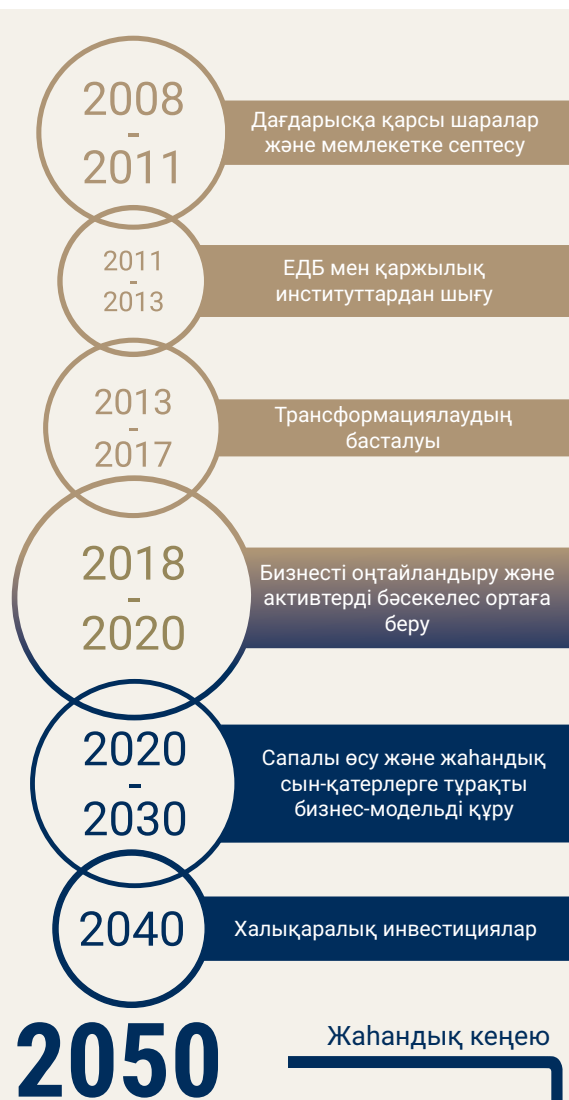 2008
-
2011
Дағдарысқа қарсы шаралар
және мемлекетке септесу
2011
-
2013
ЕДБ мен қаржылық
институттардан шығу
2013
-
2017
Трансформациялаудың
басталуы
2018
-
2020
Бизнесті оңтайландыру және
активтерді бәсекелес ортаға
беру
2020
-
2030
Сапалы өсу және жаһандық
сын-қатерлерге тұрақты
бизнес-модельді құру
2040
Халықаралық инвестициялар
2050
Жаһандық кеңею